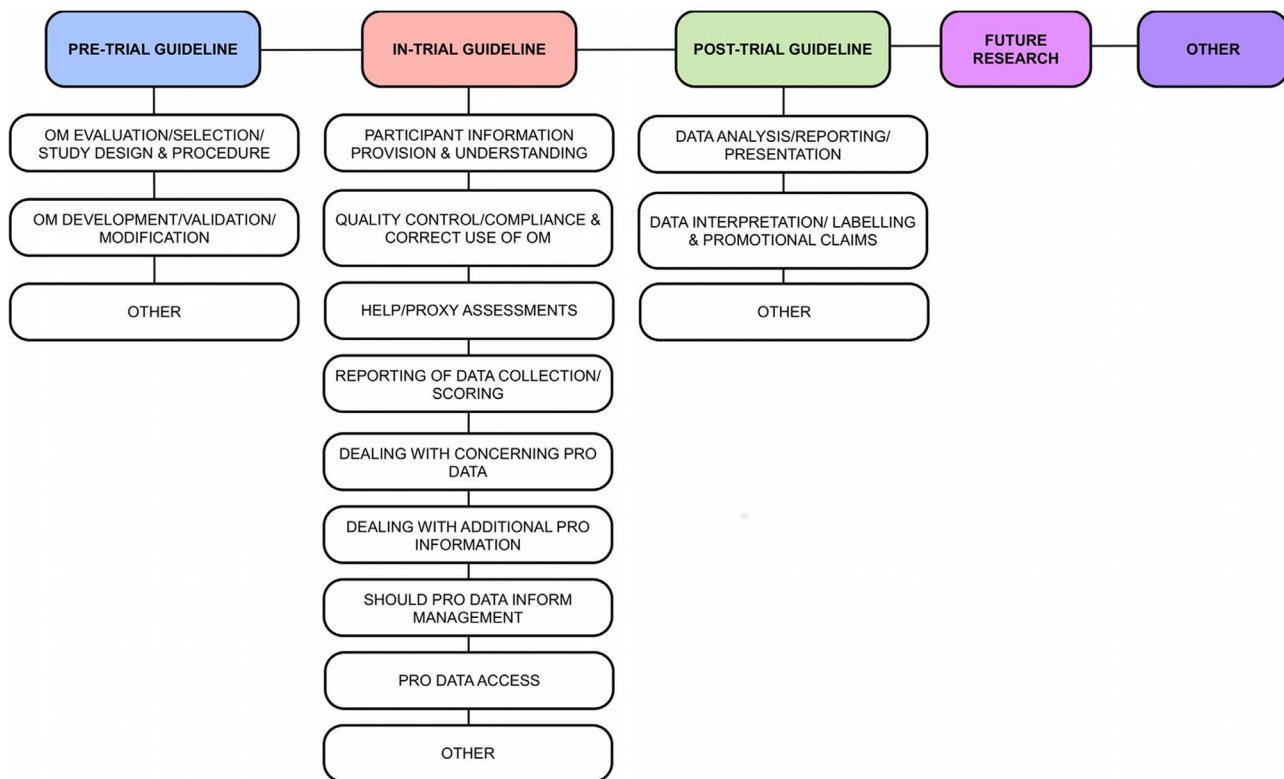 PRE-TRIAL GUIDELINE
IN-TRIAL GUIDELINE
POST-TRIAL GUIDELINE
FUTURE
RESEARCH
OTHER
OM EVALUATION/SELECTION/
STUDY DESIGN & PROCEDURE
OM DEVELOPMENT/VALIDATION/
MODIFICATION
OTHER
PARTICIPANT INFORMATION
PROVISION & UNDERSTANDING
QUALITY CONTROL/COMPLIANCE &
CORRECT USE OF OM
HELP/PROXY ASSESSMENTS
REPORTING OF DATA COLLECTION/
SCORING
DEALING WITH CONCERNING PRO
DATA
DEALING WITH ADDITIONAL PRO
INFORMATION
SHOULD PRO DATA INFORM
MANAGEMENT
PRO DATA ACCESS
OTHER
DATA ANALYSIS/REPORTING/
PRESENTATION
DATA INTERPRETATION/ LABELLING
& PROMOTIONAL CLAIMS
OTHER